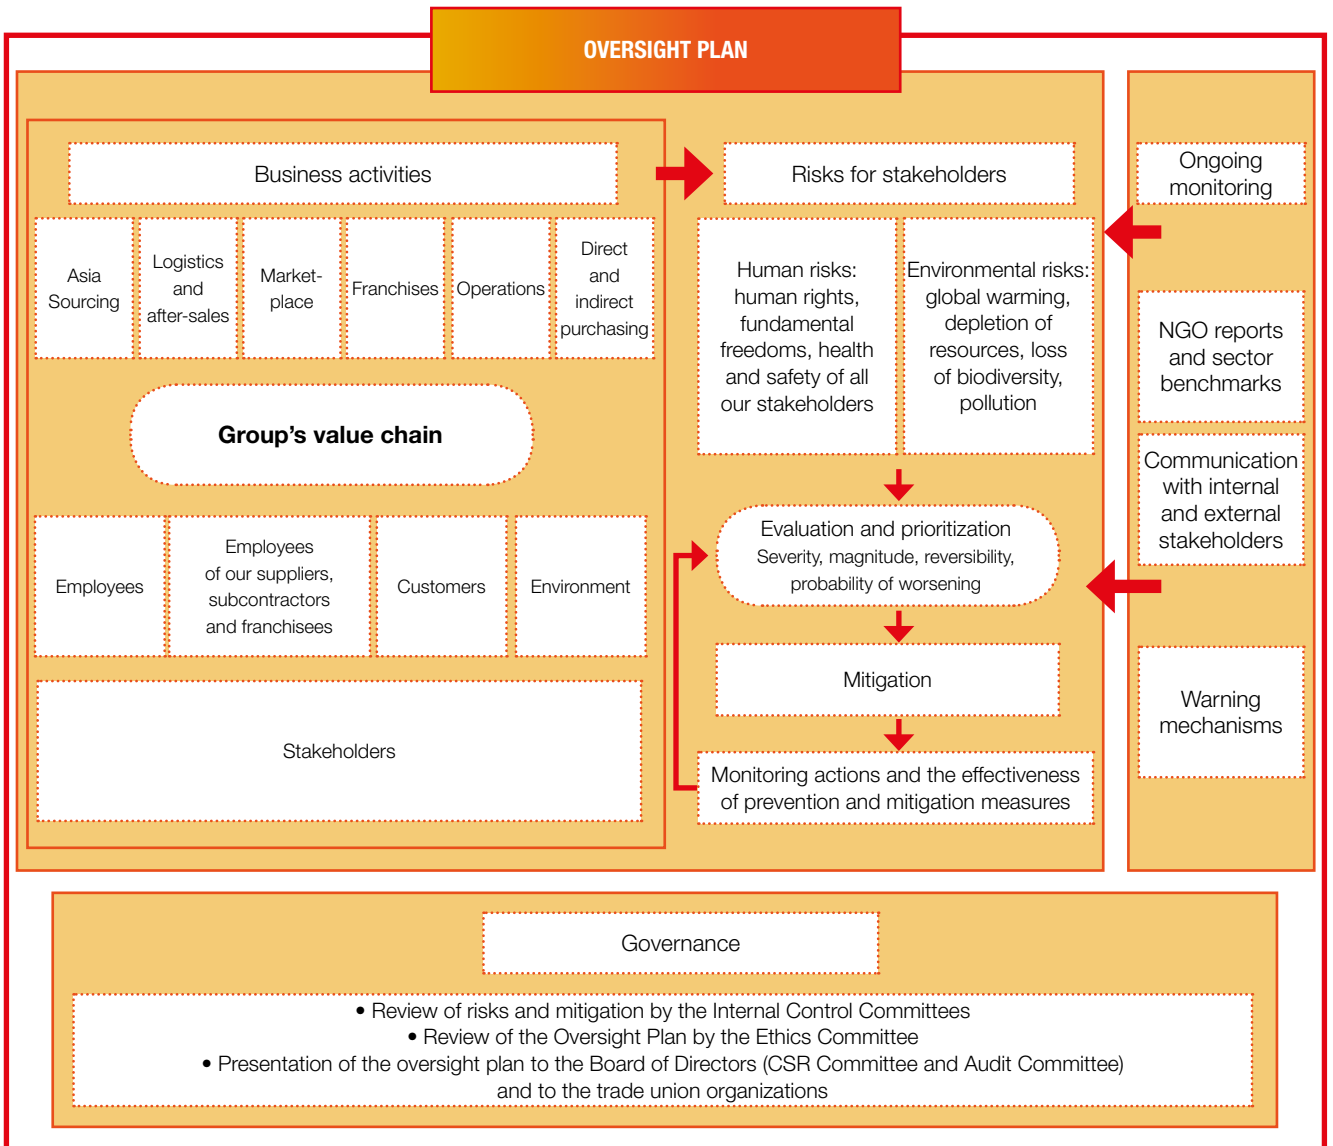 OVERSIGHT PLAN
Business activities
Asia
Sourcing
Logistics
and
after-sales
Market-
place
Franchises
Operations
Direct
and
indirect
purchasing
Group's value chain
Employees
Employees
of our suppliers,
subcontractors
and franchisees
Customers
Environment
Stakeholders
Risks for stakeholders
Human risks:
human rights,
fundamental
freedoms, health
and safety of all
our stakeholders
Environmental risks:
global warming,
depletion of
resources, loss
of biodiversity,
pollution
Evaluation and prioritization
Severity, magnitude, reversibility,
probability of worsening
Mitigation
Monitoring actions and the effectiveness
of prevention and mitigation measures
Ongoing
monitoring
NGO reports
and sector
benchmarks
Communication
with internal
and external
stakeholders
Warning
mechanisms
Governance
• Review of risks and mitigation by the Internal Control Committees
• Review of the Oversight Plan by the Ethics Committee
• Presentation of the oversight plan to the Board of Directors (CSR Committee and Audit Committee)
and to the trade union organizations